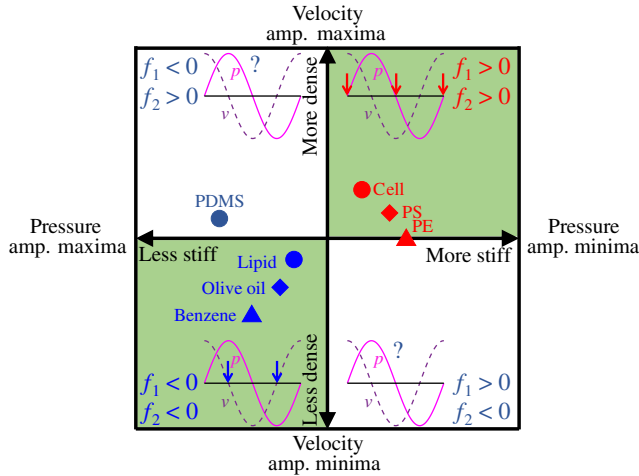 Velocity
amp. maxima
f₁ < 0
f₂ > 0
p
?
v
More dense
p
v
f₁ > 0
f₂ > 0
Cell
PS
PE
PDMS
Pressure
amp. maxima
Less stiff
More stiff
Pressure
amp. minima
Lipid
Olive oil
Benzene
f₁ < 0
f₂ < 0
p
v
Less dense
p
?
v
f₁ > 0
f₂ < 0
Velocity
amp. minima